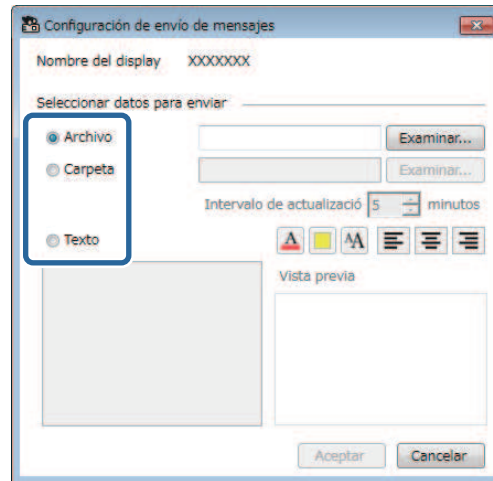 Configuración de envío de mensajes
Nombre del display XXXXXXX
Seleccionar datos para enviar
Archivo Examinar...
Carpeta Examinar...
Intervalo de actualizació 5 minutos
Texto A AA
Vista previa
Aceptar Cancelar